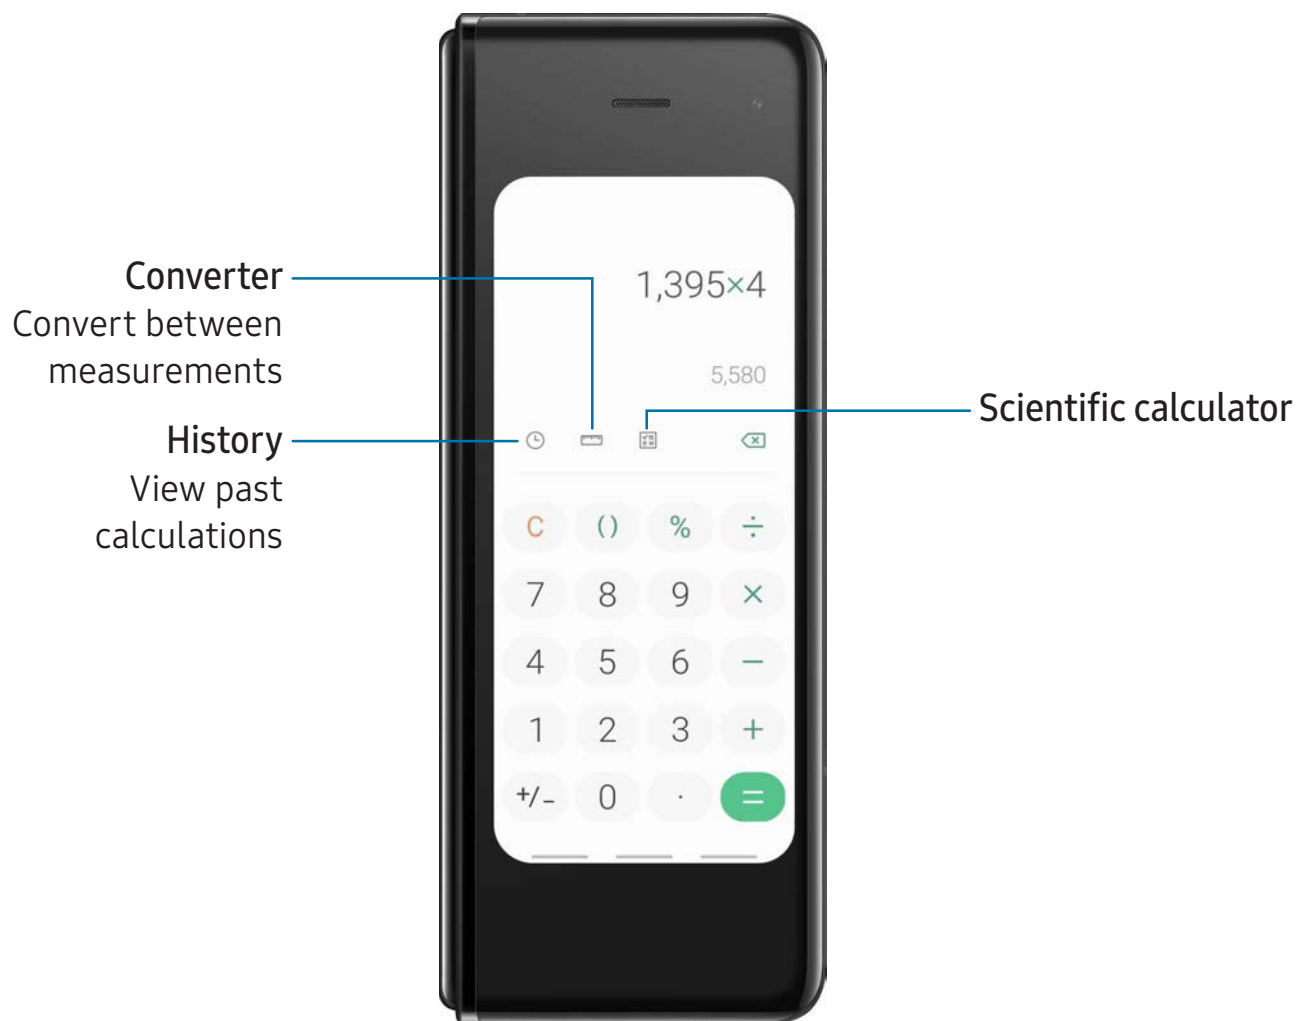 Converter
Convert between
measurements
History
View past
calculations
1,395×4
5,580
Scientific calculator
C () % ÷
7 8 9 ×
4 5 6 −
1 2 3 +
+/- 0 . =